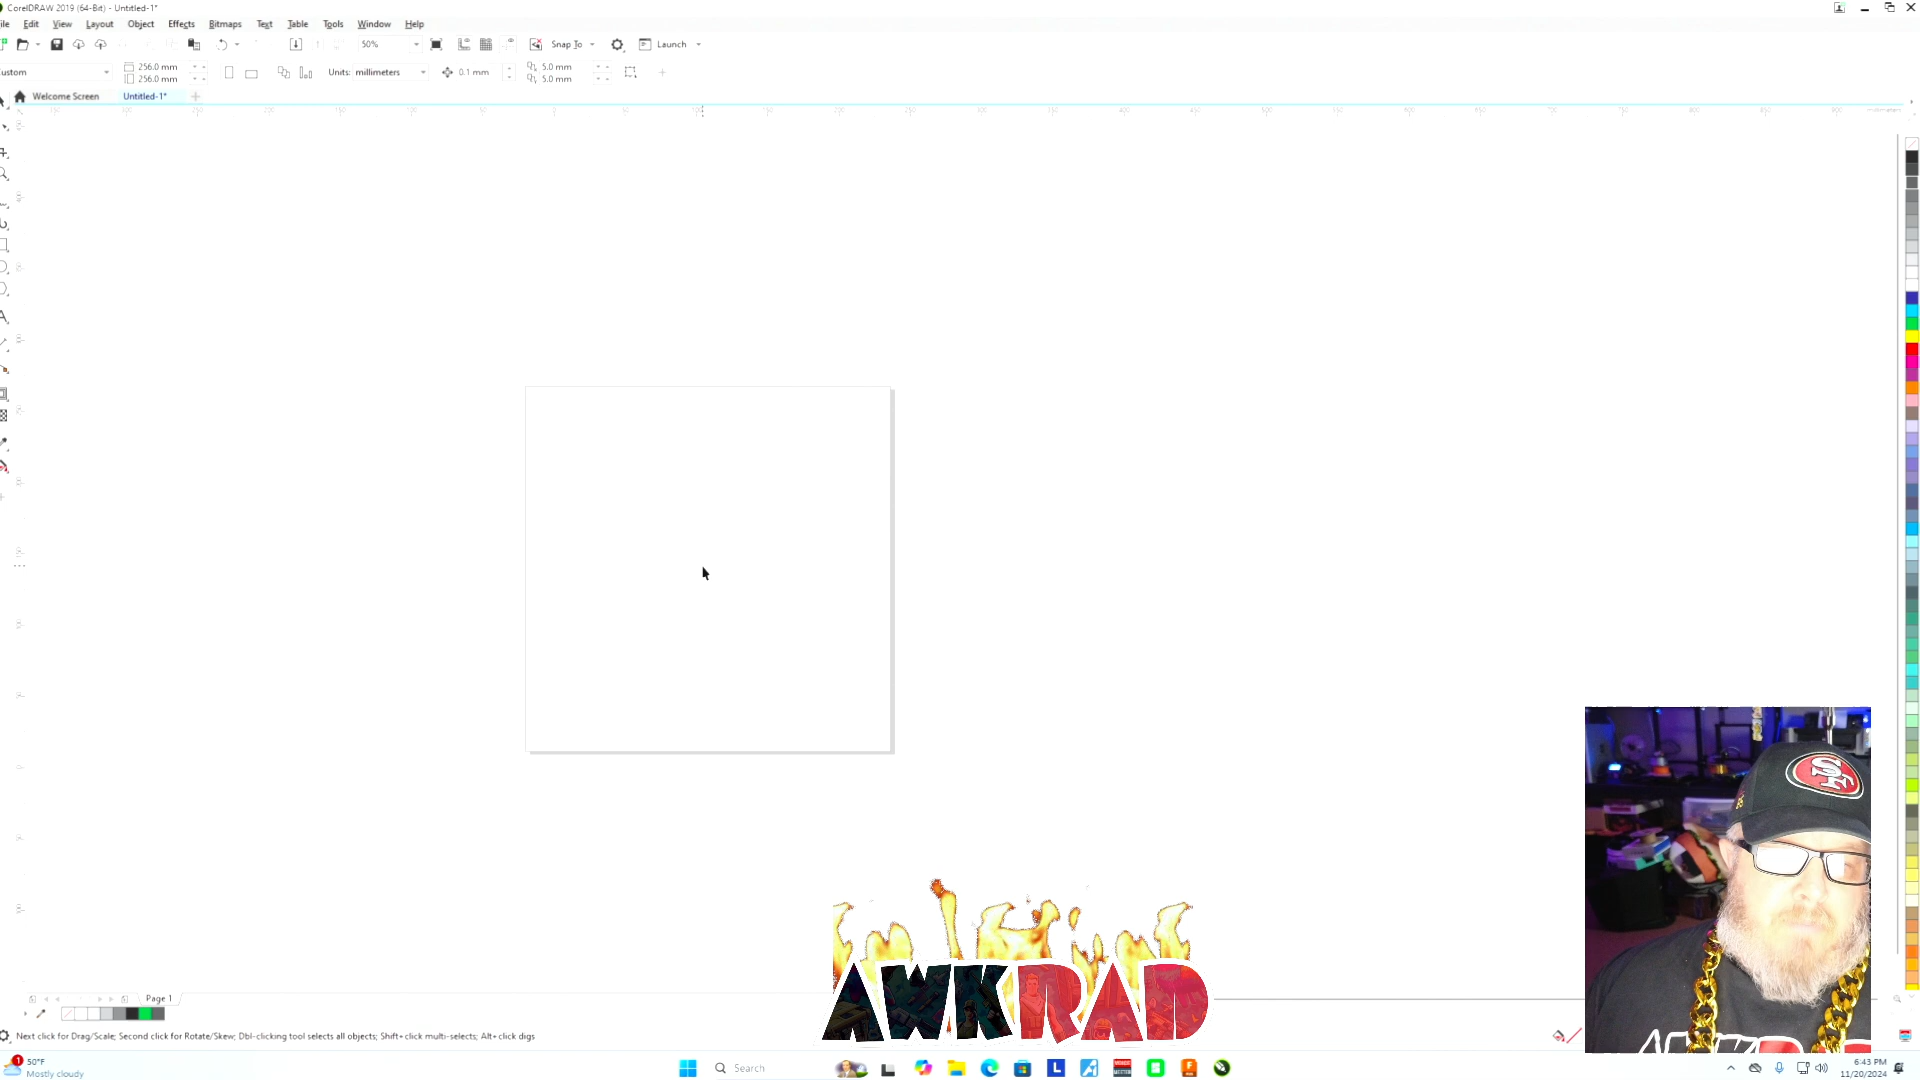 CorelDRAW 2019 (64-Bit) - Untitled-1*
Edit View Layout Object Effects Bitmaps Text Table Tools Window Help
50% Snap To Launch
256.0 mm
256.0 mm
Units: millimeters
0.1 mm
5.0 mm
5.0 mm
Welcome Screen Untitled-1*
Page 1
Next click for Drag/Scale; Second click for Rotate/Skew; Dbl-clicking tool selects all objects; Shift+click multi-selects; Alt+click digs
AWKRAD
SF
AWKRAD
1
50°F
Mostly cloudy
Search
6:43 PM
11/20/2024